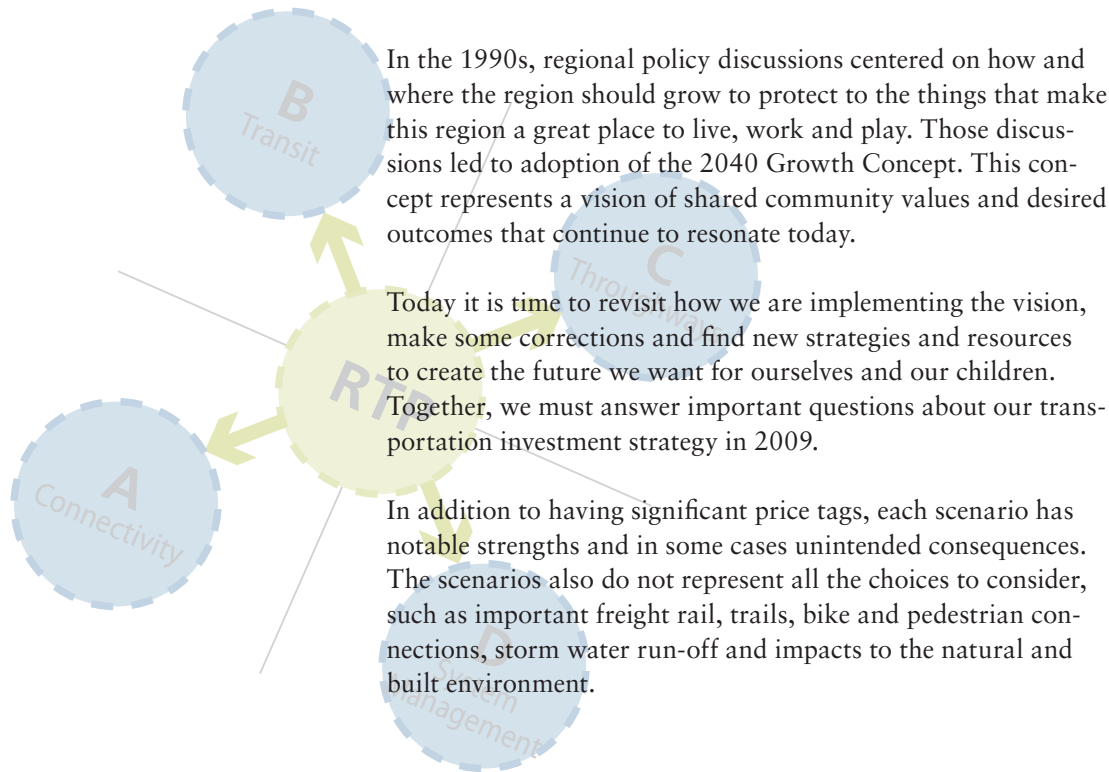 In the 1990s, regional policy discussions centered on how and
where the region should grow to protect to the things that make
this region a great place to live, work and play. Those discus-
sions led to adoption of the 2040 Growth Concept. This con-
cept represents a vision of shared community values and desired
outcomes that continue to resonate today.
Today it is time to revisit how we are implementing the vision,
make some corrections and find new strategies and resources
to create the future we want for ourselves and our children.
Together, we must answer important questions about our trans-
portation investment strategy in 2009.
In addition to having significant price tags, each scenario has
notable strengths and in some cases unintended consequences.
The scenarios also do not represent all the choices to consider,
such as important freight rail, trails, bike and pedestrian con-
nections, storm water run-off and impacts to the natural and
built environment.
B
Transit
C
Throughways
RTP
A
Connectivity
D
System
Management